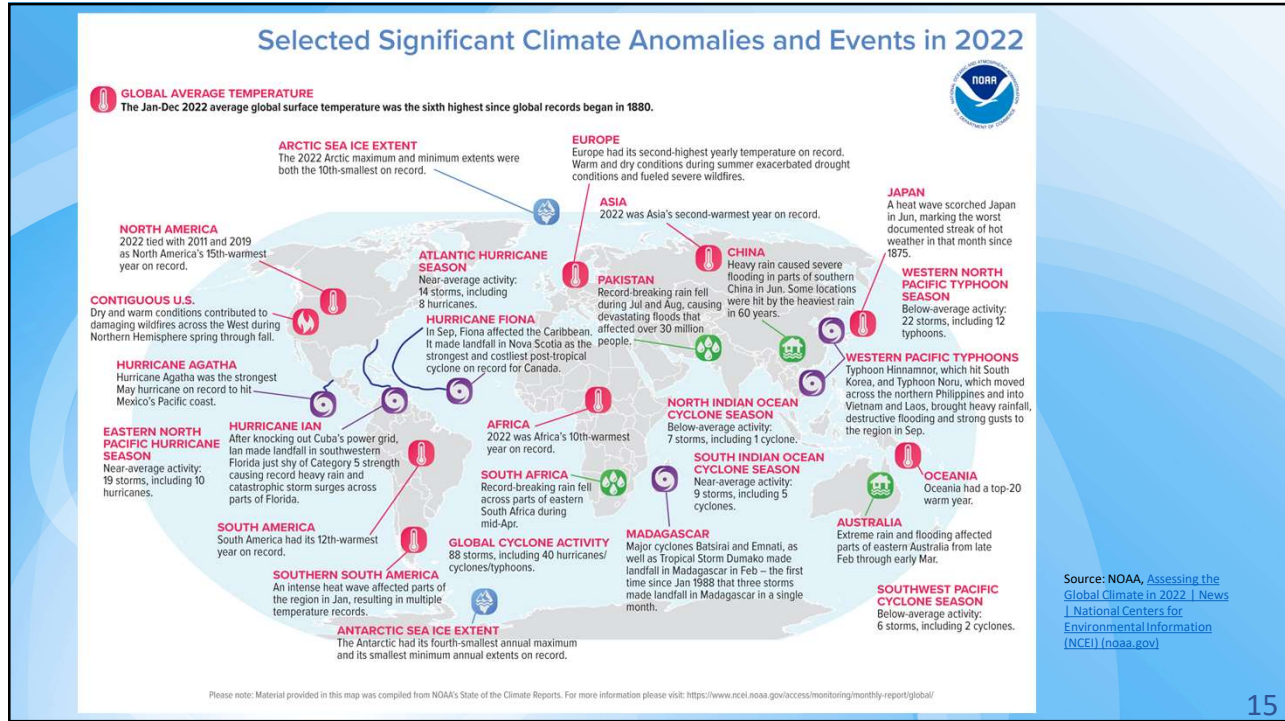 Selected Significant Climate Anomalies and Events in 2022
NOAA
GLOBAL AVERAGE TEMPERATURE
The Jan-Dec 2022 average global surface temperature was the sixth highest since global records began in 1880.
ARCTIC SEA ICE EXTENT
The 2022 Arctic maximum and minimum extents were
both the 10th-smallest on record.
EUROPE
Europe had its second-highest yearly temperature on record.
Warm and dry conditions during summer exacerbated drought
conditions and fueled severe wildfires.
ASIA
2022 was Asia's second-warmest year on record.
JAPAN
A heat wave scorched Japan
in Jun, marking the worst
documented streak of hot
weather in that month since
1875.
NORTH AMERICA
2022 tied with 2011 and 2019
as North America's 15th-warmest
year on record.
ATLANTIC HURRICANE
SEASON
Near-average activity:
14 storms, including
8 hurricanes.
PAKISTAN
Record-breaking rain fell
during Jul and Aug, causing
devastating floods that
affected over 30 million
people.
CHINA
Heavy rain caused severe
flooding in parts of southern
China in Jun. Some locations
were hit by the heaviest rain
in 60 years.
WESTERN NORTH
PACIFIC TYPHOON
SEASON
Below-average activity:
22 storms, including 12
typhoons.
CONTIGUOUS U.S.
Dry and warm conditions contributed to
damaging wildfires across the West during
Northern Hemisphere spring through fall.
HURRICANE FIONA
In Sep, Fiona affected the Caribbean.
It made landfall in Nova Scotia as the
strongest and costliest post-tropical
cyclone on record for Canada.
HURRICANE AGATHA
Hurricane Agatha was the strongest
May hurricane on record to hit
Mexico's Pacific coast.
WESTERN PACIFIC TYPHOONS
Typhoon Hinnamnor, which hit South
Korea, and Typhoon Noru, which moved
across the northern Philippines and into
Vietnam and Laos, brought heavy rainfall,
destructive flooding and strong gusts to
the region in Sep.
EASTERN NORTH
PACIFIC HURRICANE
SEASON
Near-average activity:
19 storms, including 10
hurricanes.
HURRICANE IAN
After knocking out Cuba's power grid,
Ian made landfall in southwestern
Florida just shy of Category 5 strength
causing record heavy rain and
catastrophic storm surges across
parts of Florida.
AFRICA
2022 was Africa's 10th-warmest
year on record.
NORTH INDIAN OCEAN
CYCLONE SEASON
Below-average activity:
7 storms, including 1 cyclone.
SOUTH AFRICA
Record-breaking rain fell
across parts of eastern
South Africa during
mid-Apr.
SOUTH INDIAN OCEAN
CYCLONE SEASON
Near-average activity:
9 storms, including 5
cyclones.
OCEANIA
Oceania had a top-20
warm year.
SOUTH AMERICA
South America had its 12th-warmest
year on record.
GLOBAL CYCLONE ACTIVITY
88 storms, including 40 hurricanes/
cyclones/typhoons.
MADAGASCAR
Major cyclones Batsirai and Emnati, as
well as Tropical Storm Dumako made
landfall in Madagascar in Feb – the first
time since Jan 1988 that three storms
made landfall in Madagascar in a single
month.
AUSTRALIA
Extreme rain and flooding affected
parts of eastern Australia from late
Feb through early Mar.
SOUTHERN SOUTH AMERICA
An intense heat wave affected parts of
the region in Jan, resulting in multiple
temperature records.
SOUTHWEST PACIFIC
CYCLONE SEASON
Below-average activity:
6 storms, including 2 cyclones.
ANTARCTIC SEA ICE EXTENT
The Antarctic had its fourth-smallest annual maximum
and its smallest minimum annual extents on record.
Please note: Material provided in this map was compiled from NOAA's State of the Climate Reports. For more information please visit: https://www.ncei.noaa.gov/access/monitoring/monthly-report/global/
Source: NOAA, Assessing the
Global Climate in 2022 | News
| National Centers for
Environmental Information
(NCEI) (noaa.gov)
15